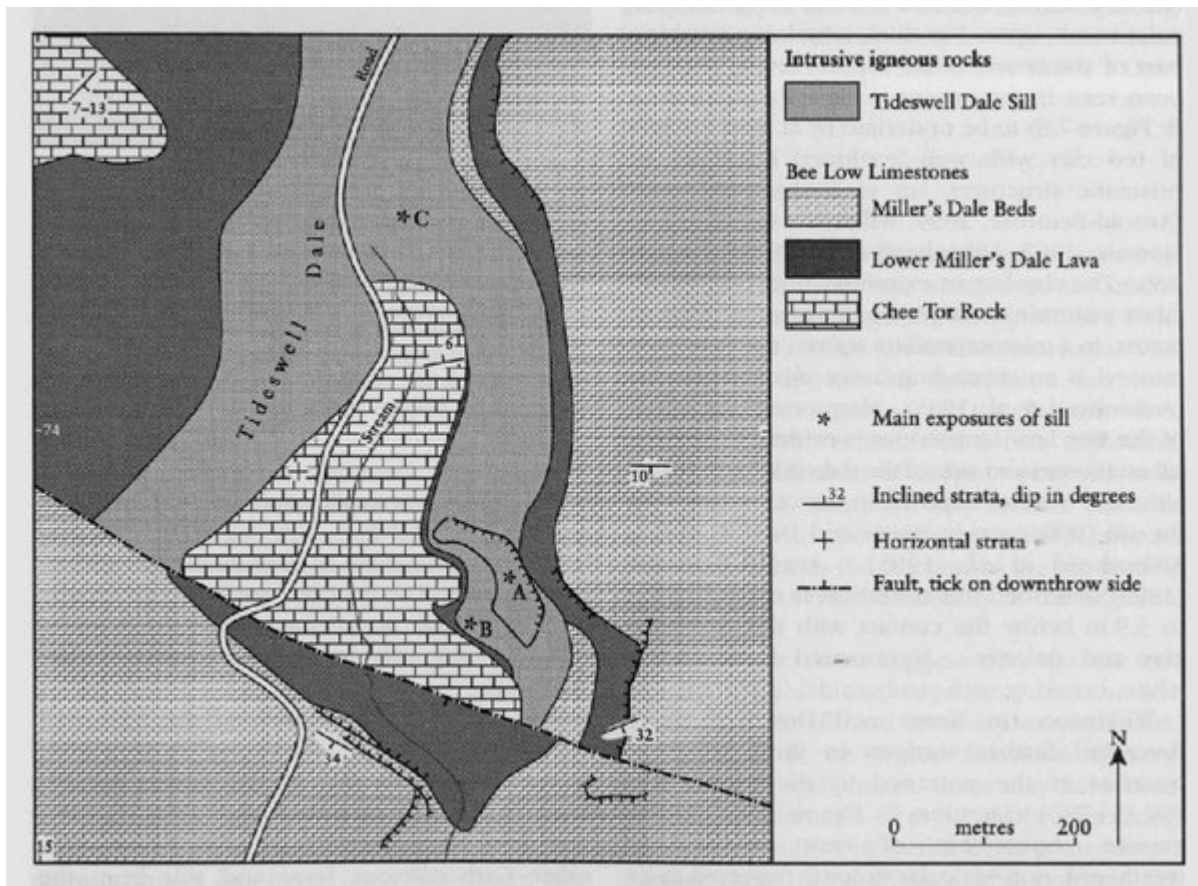 Road
7–13
C
Tideswell Dale
6
Stream
74
10
A
B
32
34
15
Intrusive igneous rocks
Tideswell Dale Sill
Bee Low Limestones
Miller's Dale Beds
Lower Miller's Dale Lava
Chee Tor Rock
Main exposures of sill
32
Inclined strata, dip in degrees
Horizontal strata
Fault, tick on downthrow side
N
0 metres 200